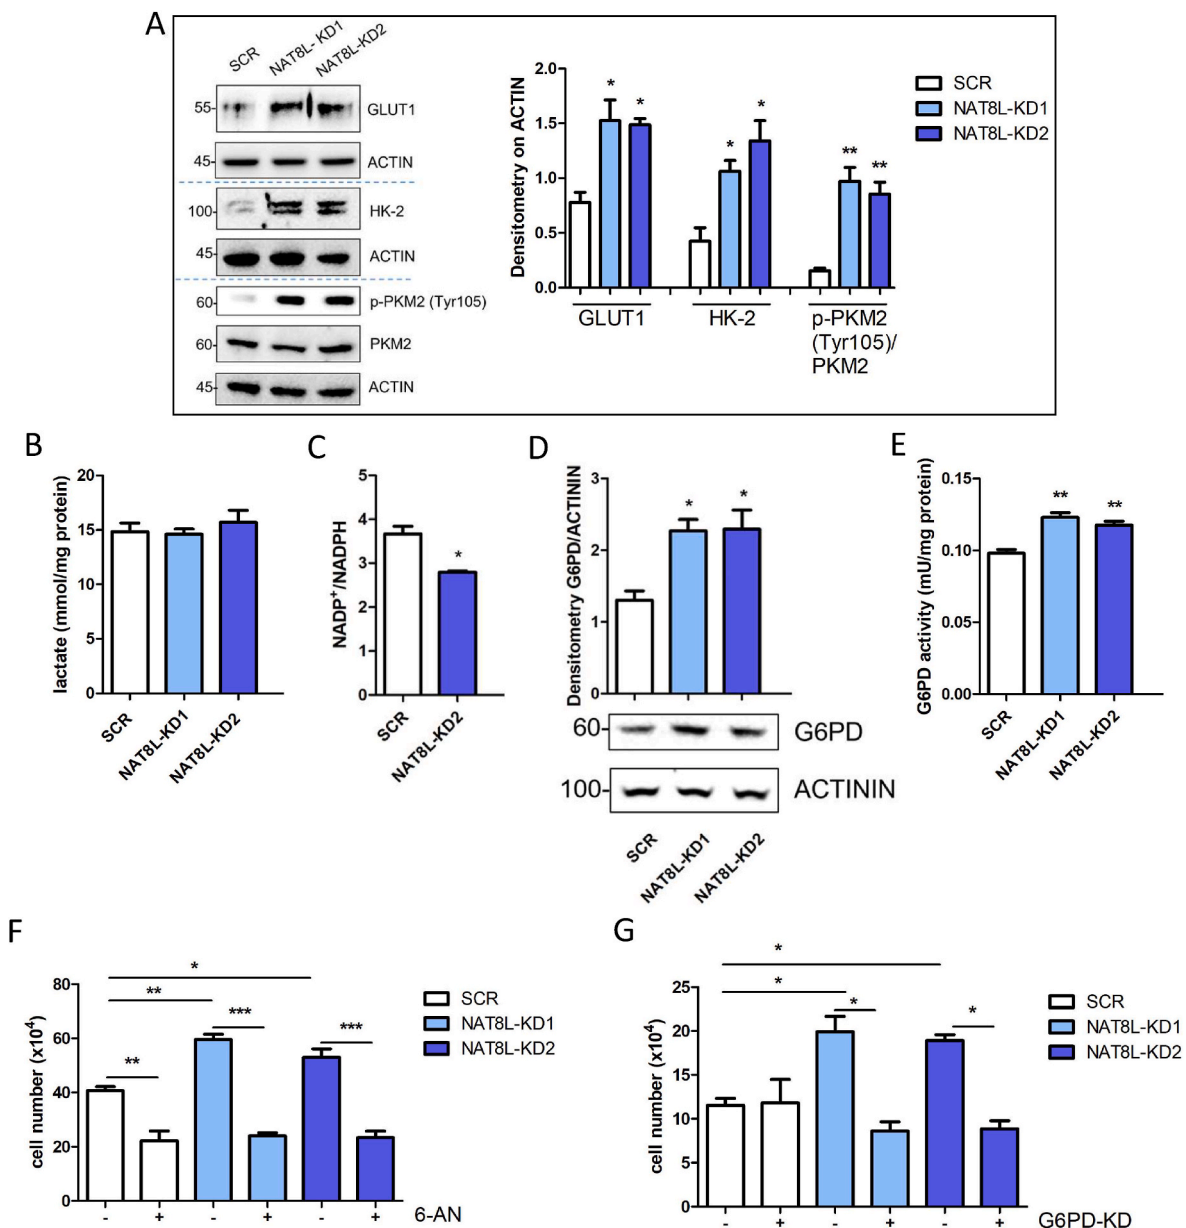 A
SCR
NAT8L- KD1
NAT8L-KD2
55-
GLUT1
45-
ACTIN
100-
HK-2
45-
ACTIN
60-
p-PKM2 (Tyr105)
60-
PKM2
45-
ACTIN
Densitometry on ACTIN
2.0
1.5
1.0
0.5
0.0
* *
* *
** **
GLUT1
HK-2
p-PKM2
(Tyr105)/
PKM2
SCR
NAT8L-KD1
NAT8L-KD2
B
lactate (mmol/mg protein)
20
15
10
5
0
SCR
NAT8L-KD1
NAT8L-KD2
C
NADP+/NADPH
5
4
3
2
1
0
*
SCR
NAT8L-KD2
D
Densitometry G6PD/ACTININ
3
2
1
0
* *
60-
G6PD
100-
ACTININ
SCR
NAT8L-KD1
NAT8L-KD2
E
G6PD activity (mU/mg protein)
0.15
0.10
0.05
0.00
** **
SCR
NAT8L-KD1
NAT8L-KD2
F
cell number (x10⁴)
80
60
40
20
0
*
**
***
***
**
- + - + - +
6-AN
SCR
NAT8L-KD1
NAT8L-KD2
G
cell number (x10⁴)
25
20
15
10
5
0
*
*
*
*
- + - + - +
G6PD-KD
SCR
NAT8L-KD1
NAT8L-KD2